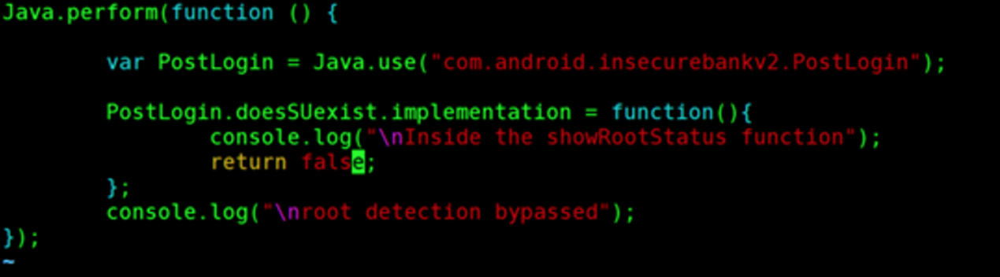 Java.perform(function () {
var PostLogin = Java.use("com.android.insecurebankv2.PostLogin");
PostLogin.doesSUexist.implementation = function(){
console.log("\nInside the showRootStatus function");
return false;
};
console.log("\nroot detection bypassed");
});
~